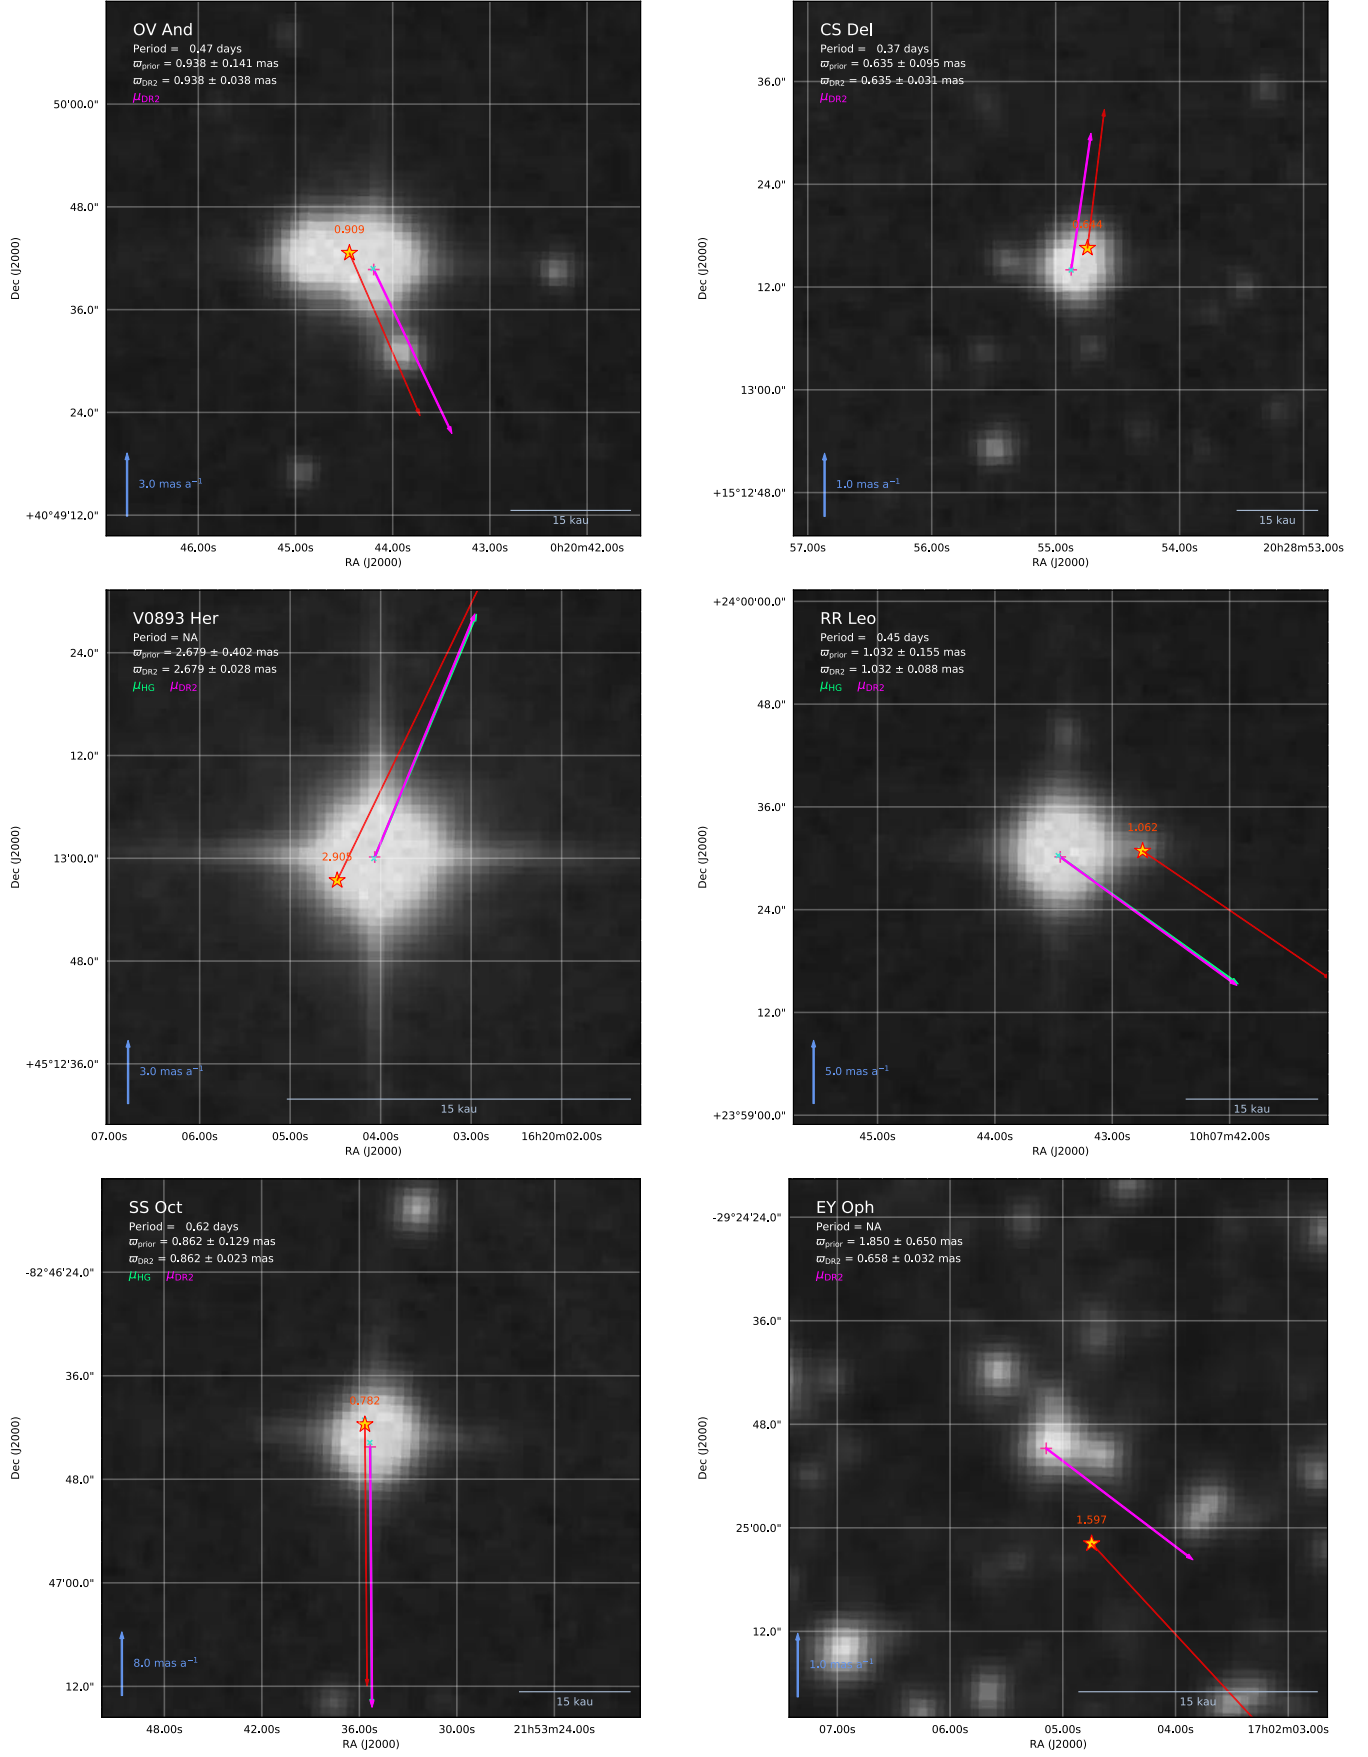 OV And
Period = 0.47 days
ϖprior = 0.938 ± 0.141 mas
ϖDR2 = 0.938 ± 0.038 mas
μDR2
50'00.0"
48.0"
36.0"
24.0"
+40°49'12.0"
Dec (J2000)
0.909
3.0 mas a⁻¹
15 kau
46.00s 45.00s 44.00s 43.00s 0h20m42.00s
RA (J2000)
CS Del
Period = 0.37 days
ϖprior = 0.635 ± 0.095 mas
ϖDR2 = 0.635 ± 0.031 mas
μDR2
36.0"
24.0"
12.0"
13'00.0"
+15°12'48.0"
Dec (J2000)
1.0 mas a⁻¹
15 kau
57.00s 56.00s 55.00s 54.00s 20h28m53.00s
RA (J2000)
V0893 Her
Period = NA
ϖprior = 2.679 ± 0.402 mas
ϖDR2 = 2.679 ± 0.028 mas
μHG μDR2
24.0"
12.0"
13'00.0"
48.0"
+45°12'36.0"
Dec (J2000)
2.905
3.0 mas a⁻¹
15 kau
07.00s 06.00s 05.00s 04.00s 03.00s 16h20m02.00s
RA (J2000)
RR Leo
Period = 0.45 days
ϖprior = 1.032 ± 0.155 mas
ϖDR2 = 1.032 ± 0.088 mas
μHG μDR2
+24°00'00.0"
48.0"
36.0"
24.0"
12.0"
+23°59'00.0"
Dec (J2000)
1.062
5.0 mas a⁻¹
15 kau
45.00s 44.00s 43.00s 10h07m42.00s
RA (J2000)
SS Oct
Period = 0.62 days
ϖprior = 0.862 ± 0.129 mas
ϖDR2 = 0.862 ± 0.023 mas
μHG μDR2
-82°46'24.0"
36.0"
48.0"
47'00.0"
12.0"
Dec (J2000)
0.782
8.0 mas a⁻¹
15 kau
48.00s 42.00s 36.00s 30.00s 21h53m24.00s
RA (J2000)
EY Oph
Period = NA
ϖprior = 1.850 ± 0.650 mas
ϖDR2 = 0.658 ± 0.032 mas
μDR2
-29°24'24.0"
36.0"
48.0"
25'00.0"
12.0"
Dec (J2000)
1.597
1.0 mas a⁻¹
15 kau
07.00s 06.00s 05.00s 04.00s 17h02m03.00s
RA (J2000)